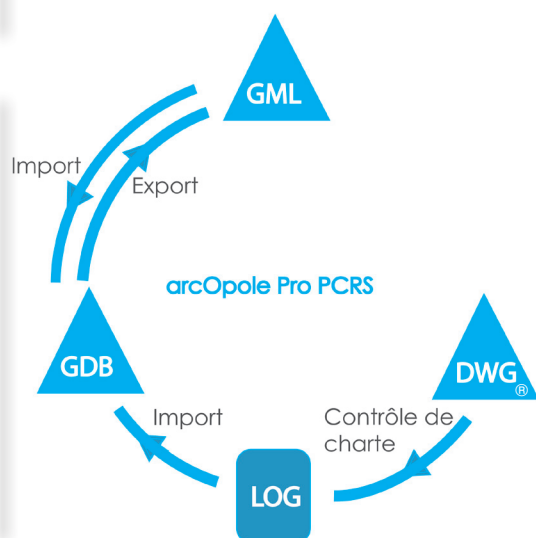 GML
Import
Export
arcOpole Pro PCRS
GDB
DWG®
Import
Contrôle de
charte
LOG